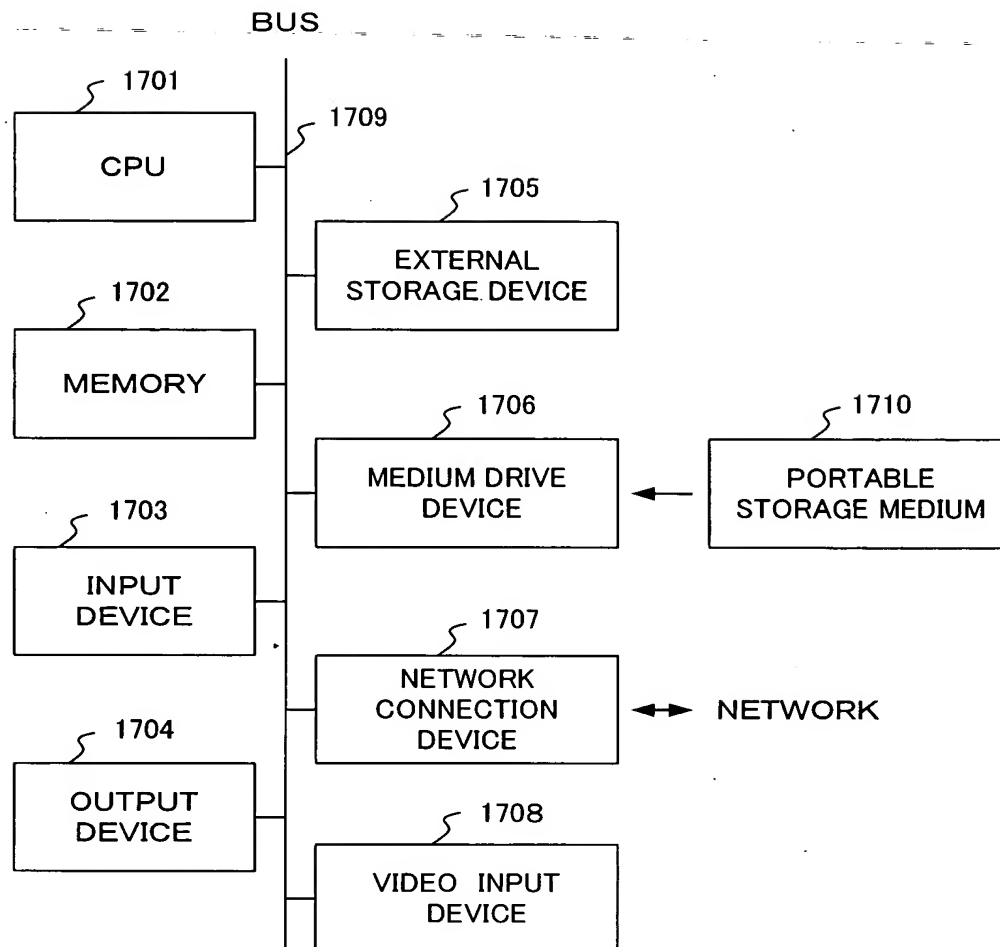 BUS
1701
CPU
1709
1705
EXTERNAL
STORAGE DEVICE
1702
MEMORY
1706
MEDIUM DRIVE
DEVICE
1710
PORTABLE
STORAGE MEDIUM
1703
INPUT
DEVICE
1707
NETWORK
CONNECTION
DEVICE
NETWORK
1704
OUTPUT
DEVICE
1708
VIDEO INPUT
DEVICE